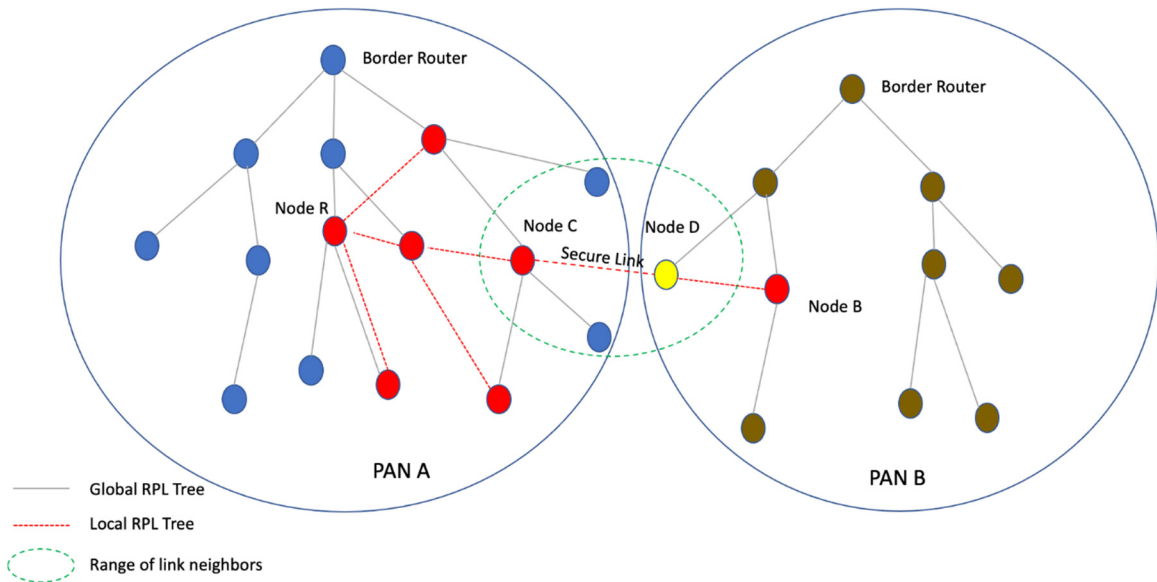 Border Router
Border Router
Node R
Node C
Node D
Secure Link
Node B
PAN A
PAN B
Global RPL Tree
Local RPL Tree
Range of link neighbors